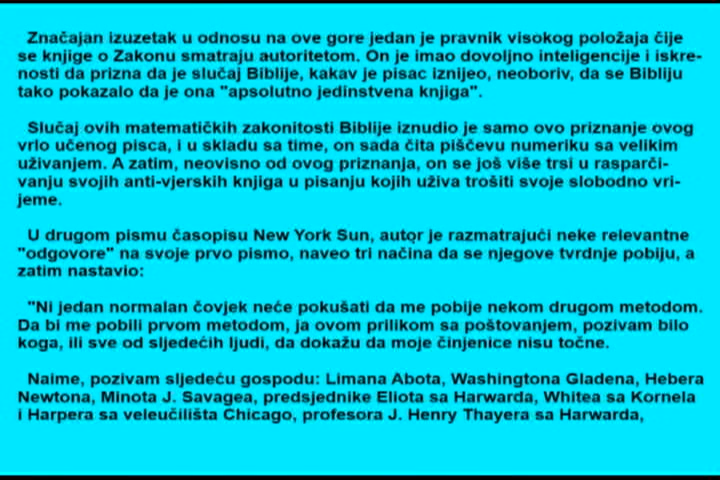 Značajan izuzetak u odnosu na ove gore jedan je pravnik visokog položaja čije
se knjige o Zakonu smatraju autoritetom. On je imao dovoljno inteligencije i iskre-
nosti da prizna da je slučaj Biblije, kakav je pisac iznijeo, neoboriv, da se Bibliju
tako pokazalo da je ona "apsolutno jedinstvena knjiga".
Slučaj ovih matematičkih zakonitosti Biblije iznudio je samo ovo priznanje ovog
vrlo učenog pisca, i u skladu sa time, on sada čita piščevu numeriku sa velikim
uživanjem. A zatim, neovisno od ovog priznanja, on se još više trsi u rasparči-
vanju svojih anti-vjerskih knjiga u pisanju kojih uživa trošiti svoje slobodno vri-
jeme.
U drugom pismu časopisu New York Sun, autor je razmatrajući neke relevantne
"odgovore" na svoje prvo pismo, naveo tri načina da se njegove tvrdnje pobiju, a
zatim nastavio:
"Ni jedan normalan čovjek neće pokušati da me pobije nekom drugom metodom.
Da bi me pobili prvom metodom, ja ovom prilikom sa poštovanjem, pozivam bilo
koga, ili sve od sljedećih ljudi, da dokažu da moje činjenice nisu točne.
Naime, pozivam sljedeću gospodu: Limana Abota, Washingtona Gladena, Hebera
Newtona, Minota J. Savagea, predsjednike Eliota sa Harwarda, Whitea sa Kornela
i Harpera sa veleučilišta Chicago, profesora J. Henry Thayera sa Harwarda,